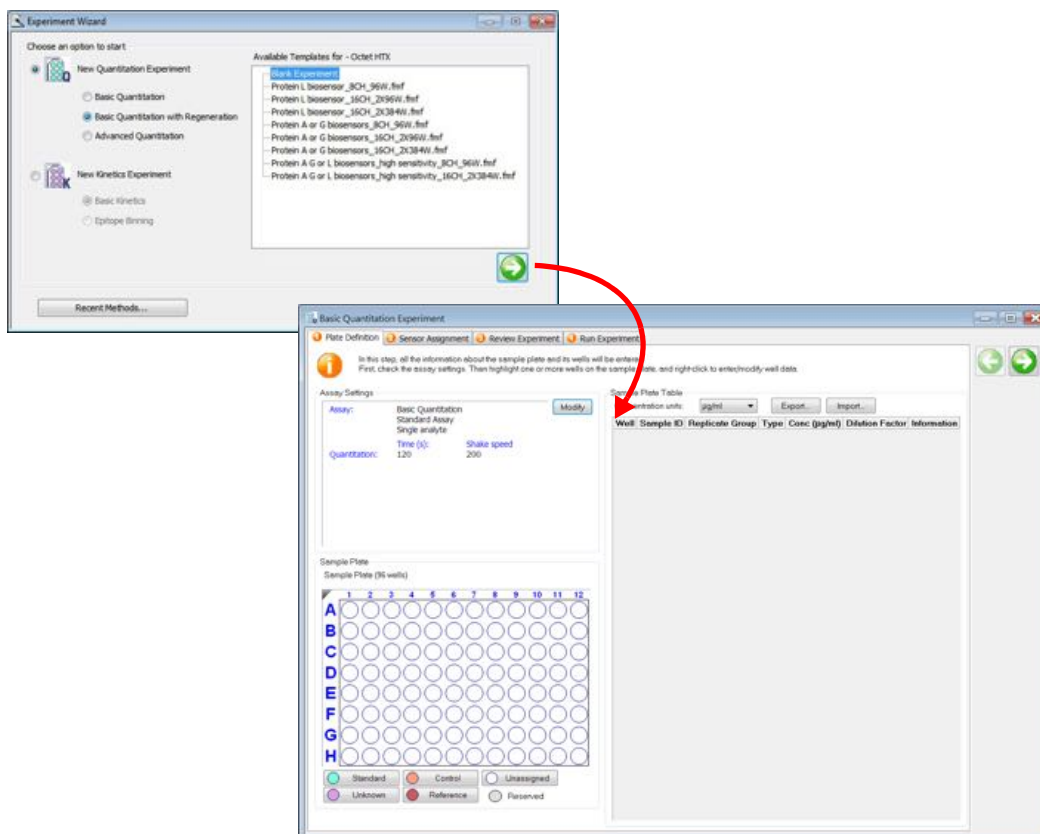 Experiment Wizard
Choose an option to start
New Quantitation Experiment
Basic Quantitation
Basic Quantitation with Regeneration
Advanced Quantitation
New Kinetics Experiment
Basic Kinetics
Epitope Binning
Available Templates for - Octet HTX
Blank Experiment
Protein L biosensor_8CH_96W.fmf
Protein L biosensor_16CH_2X96W.fmf
Protein L biosensor_16CH_2X384W.fmf
Protein A or G biosensors_8CH_96W.fmf
Protein A or G biosensors_16CH_2X96W.fmf
Protein A or G biosensors_16CH_2X384W.fmf
Protein A G or L biosensors_high sensitivity_8CH_96W.fmf
Protein A G or L biosensors_high sensitivity_16CH_2X384W.fmf
Recent Methods...
Basic Quantitation Experiment
Plate Definition Sensor Assignment Review Experiment Run Experiment
In this step, all the information about the sample plate and its wells will be entered
First, check the assay settings. Then highlight one or more wells on the sample plate, and right-click to enter/modify well data.
Assay Settings
Assay: Basic Quantitation Modify
Standard Assay
Single analyte
Time (s): Shake speed
Quantitation: 120 200
Sample Plate
Sample Plate (96 wells)
1 2 3 4 5 6 7 8 9 10 11 12
A
B
C
D
E
F
G
H
Standard Control Unassigned
Unknown Reference Reserved
Sample Plate Table
units: µg/ml Export... Import...
Well Sample ID Replicate Group Type Conc (µg/ml) Dilution Factor Information